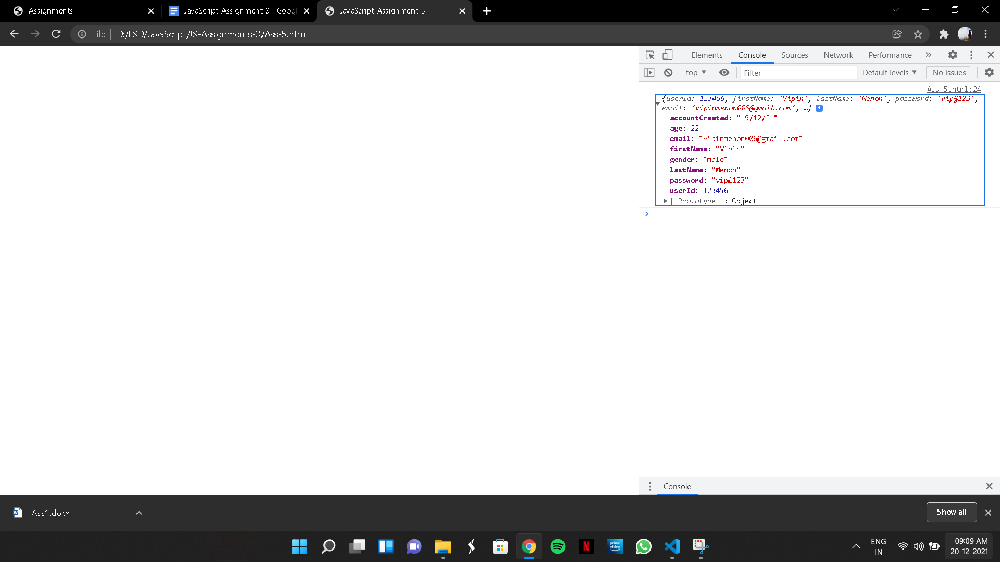 Assignments
JavaScript-Assignment-3 - Googl
JavaScript-Assignment-5
File | D:/FSD/JavaScript/JS-Assignments-3/Ass-5.html
Elements Console Sources Network Performance »
top ▼ Filter Default levels ▼ No Issues
Ass-5.html:24
{userId: 123456, firstName: 'Vipin', lastName: 'Menon', password: 'vip@123',
email: 'vipinmenon006@gmail.com', …} i
accountCreated: "19/12/21"
age: 22
email: "vipinmenon006@gmail.com"
firstName: "Vipin"
gender: "male"
lastName: "Menon"
password: "vip@123"
userId: 123456
[[Prototype]]: Object
Console
Ass1.docx
Show all
prime
video
N
ENG
IN
09:09 AM
20-12-2021